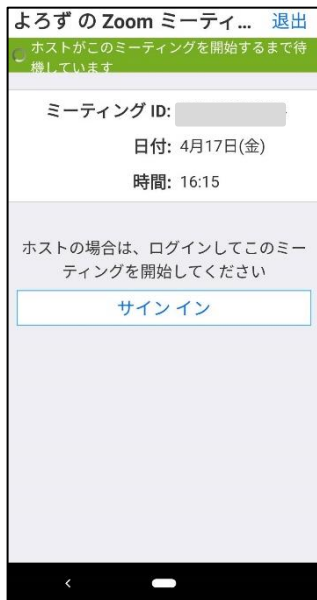 よろず の Zoom ミーティ... 退出
ホストがこのミーティングを開始するまで待
機しています
ミーティング ID:
日付: 4月17日(金)
時間: 16:15
ホストの場合は、ログインしてこのミー
ティングを開始してください
サイン イン